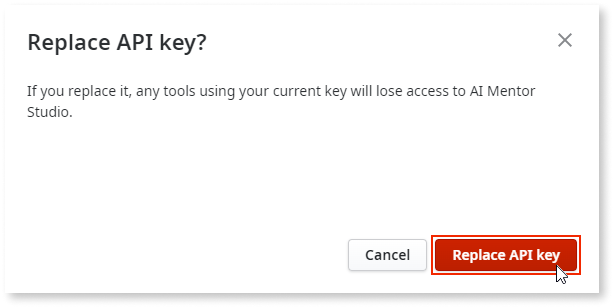 Replace API key?
If you replace it, any tools using your current key will lose access to AI Mentor
Studio.
Cancel
Replace API key